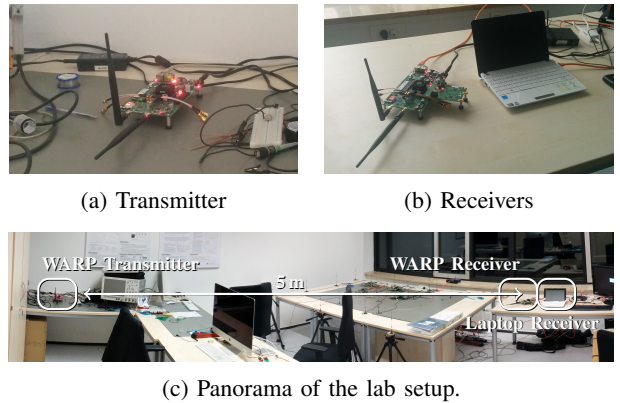 (a) Transmitter
(b) Receivers
WARP Transmitter
WARP Receiver
5 m
Laptop Receiver
(c) Panorama of the lab setup.